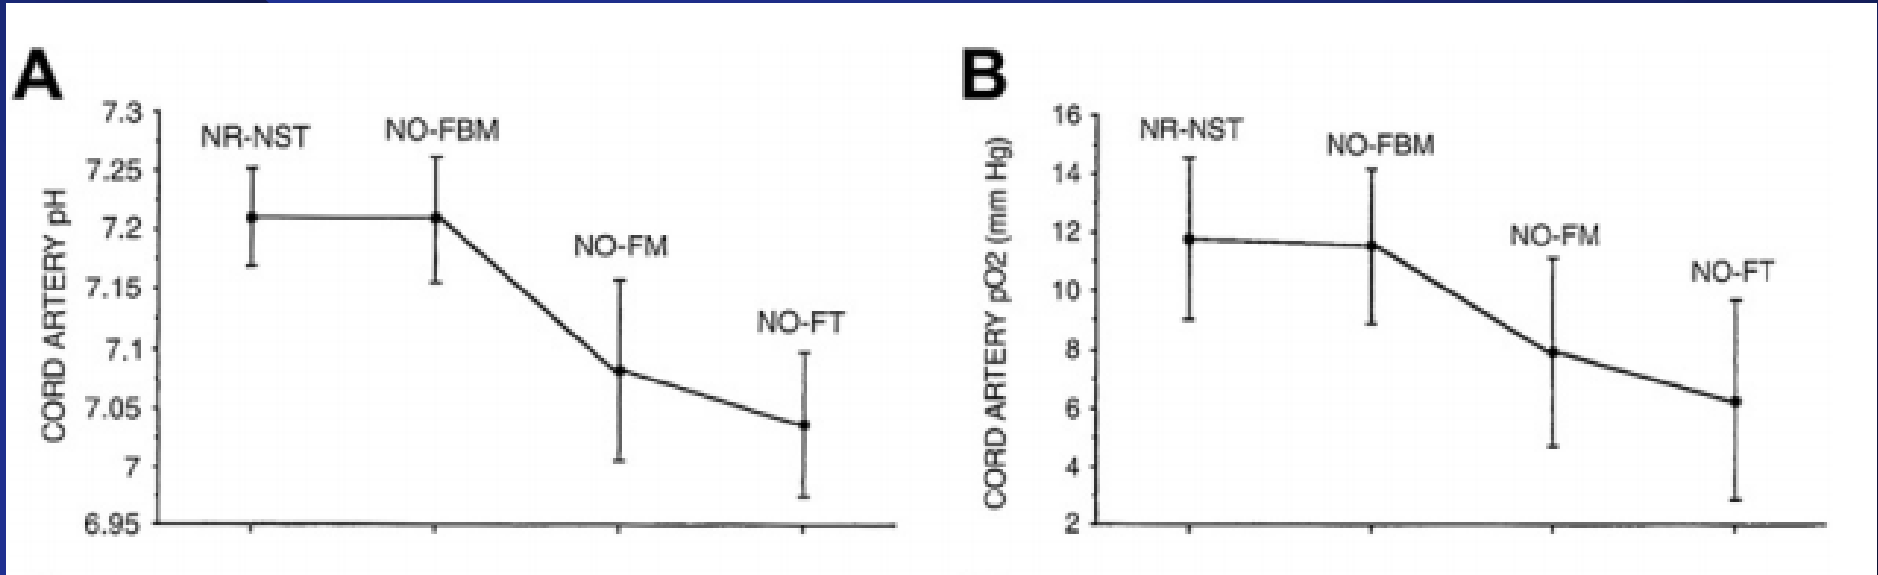 A
CORD ARTERY pH
7.3
7.25
7.2
7.15
7.1
7.05
7
6.95
NR-NST
NO-FBM
NO-FM
NO-FT
B
CORD ARTERY pO2 (mm Hg)
16
14
12
10
8
6
4
2
NR-NST
NO-FBM
NO-FM
NO-FT